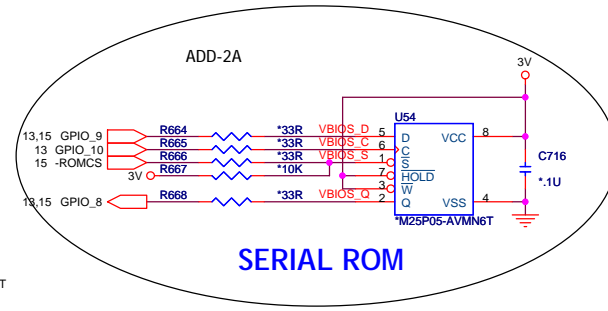 ADD-2A
3V
U54
13,15 GPIO_9 R664 *33R VBIOS_D 5 D VCC 8
13 GPIO_10 R665 *33R VBIOS_C 6 C
15 -ROMCS R666 *33R VBIOS_S 1 S
C716
3V R667 *10K 7 HOLD
*.1U
3 W
13,15 GPIO_8 R668 *33R VBIOS_Q 2 Q VSS 4
*M25P05-AVMN6T
SERIAL ROM
T